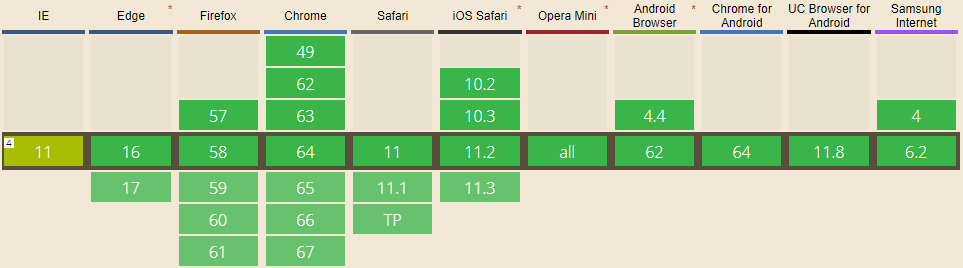 IE Edge * Firefox Chrome Safari iOS Safari * Opera Mini * Android Browser * Chrome for Android UC Browser for Android Samsung Internet
49
62 10.2
57 63 10.3 4.4 4
4 11 16 58 64 11 11.2 all 62 64 11.8 6.2
17 59 65 11.1 11.3
60 66 TP
61 67